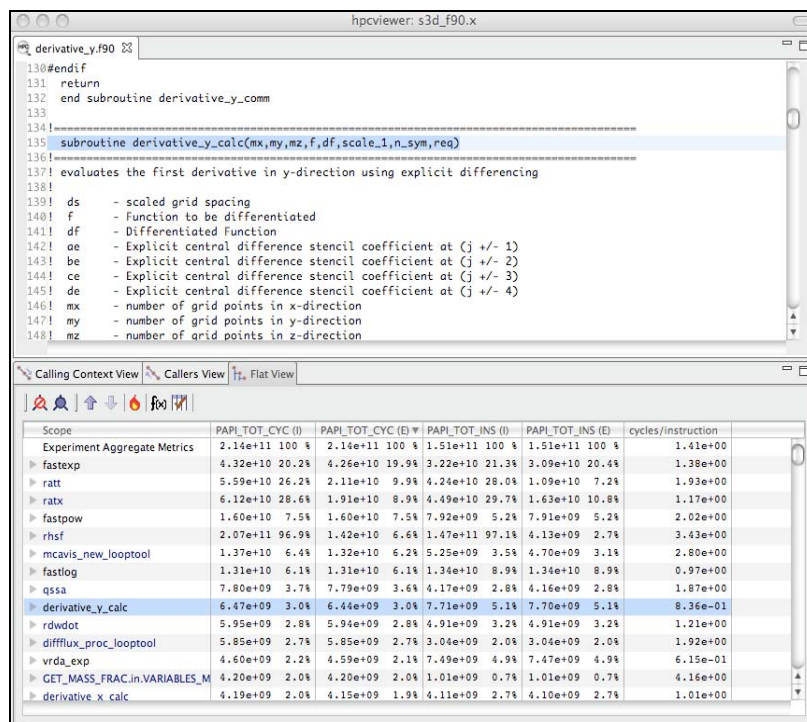 hpcviewer: s3d_f90.x
derivative_y.f90
130 #endif
131 return
132 end subroutine derivative_y_comm
133
134 !===============================================================================
135 subroutine derivative_y_calc(mx,my,mz,f,df,scale_1,n_sym,req)
136 !===============================================================================
137 ! evaluates the first derivative in y-direction using explicit differencing
138 !
139 ! ds - scaled grid spacing
140 ! f - Function to be differentiated
141 ! df - Differentiated Function
142 ! ae - Explicit central difference stencil coefficient at (j +/- 1)
143 ! be - Explicit central difference stencil coefficient at (j +/- 2)
144 ! ce - Explicit central difference stencil coefficient at (j +/- 3)
145 ! de - Explicit central difference stencil coefficient at (j +/- 4)
146 ! mx - number of grid points in x-direction
147 ! my - number of grid points in y-direction
148 ! mz - number of grid points in z-direction
Calling Context View Callers View Flat View
f(x)
Scope PAPI_TOT_CYC (I) PAPI_TOT_CYC (E) PAPI_TOT_INS (I) PAPI_TOT_INS (E) cycles/instruction
Experiment Aggregate Metrics 2.14e+11 100 % 2.14e+11 100 % 1.51e+11 100 % 1.51e+11 100 % 1.41e+00
fastexp 4.32e+10 20.2% 4.26e+10 19.9% 3.22e+10 21.3% 3.09e+10 20.4% 1.38e+00
ratt 5.59e+10 26.2% 2.11e+10 9.9% 4.24e+10 28.0% 1.09e+10 7.2% 1.93e+00
ratx 6.12e+10 28.6% 1.91e+10 8.9% 4.49e+10 29.7% 1.63e+10 10.8% 1.17e+00
fastpow 1.60e+10 7.5% 1.60e+10 7.5% 7.92e+09 5.2% 7.91e+09 5.2% 2.02e+00
rhsf 2.07e+11 96.9% 1.42e+10 6.6% 1.47e+11 97.1% 4.13e+09 2.7% 3.43e+00
mcavis_new_looptool 1.37e+10 6.4% 1.32e+10 6.2% 5.25e+09 3.5% 4.70e+09 3.1% 2.80e+00
fastlog 1.31e+10 6.1% 1.31e+10 6.1% 1.34e+10 8.9% 1.34e+10 8.9% 0.97e+00
qssa 7.80e+09 3.7% 7.79e+09 3.6% 4.17e+09 2.8% 4.16e+09 2.8% 1.87e+00
derivative_y_calc 6.47e+09 3.0% 6.44e+09 3.0% 7.71e+09 5.1% 7.70e+09 5.1% 8.36e-01
rdwdot 5.95e+09 2.8% 5.94e+09 2.8% 4.91e+09 3.2% 4.91e+09 3.2% 1.21e+00
diffflux_proc_looptool 5.85e+09 2.7% 5.85e+09 2.7% 3.04e+09 2.0% 3.04e+09 2.0% 1.92e+00
vrda_exp 4.60e+09 2.2% 4.59e+09 2.1% 7.49e+09 4.9% 7.47e+09 4.9% 6.15e-01
GET_MASS_FRAC.in.VARIABLES_M 4.20e+09 2.0% 4.20e+09 2.0% 1.01e+09 0.7% 1.01e+09 0.7% 4.16e+00
derivative_x_calc 4.19e+09 2.0% 4.15e+09 1.9% 4.11e+09 2.7% 4.10e+09 2.7% 1.01e+00